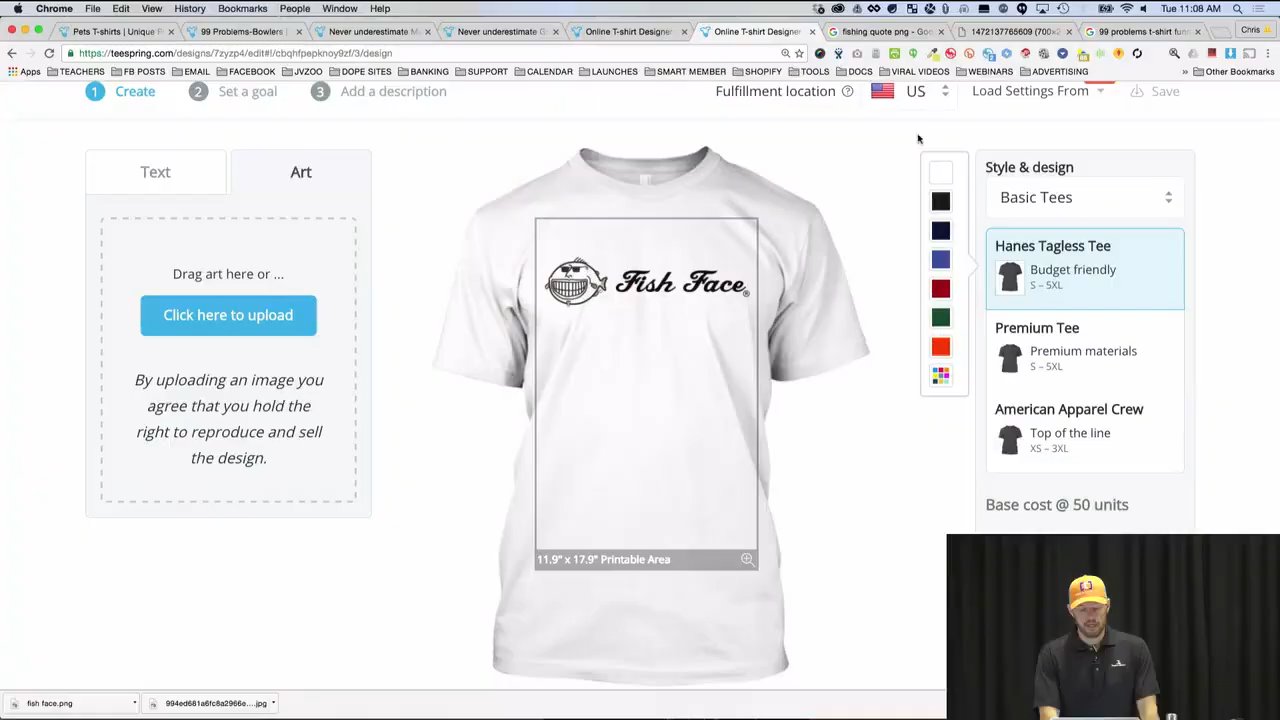 Chrome File Edit View History Bookmarks People Window Help
Tue 11:08 AM
Pets T-shirts | Unique F
99 Problems-Bowlers
Never underestimate M
Never underestimate G
Online T-shirt Designer
Online T-shirt Designer
fishing quote png - Goo
1472137765609 (700×2
99 problems t-shirt funn
Chris
https://teespring.com/designs/7zyzp4/edit#!/cbqhfpepknoy9zf/3/design
Apps TEACHERS FB POSTS EMAIL FACEBOOK JVZOO DOPE SITES BANKING SUPPORT CALENDAR LAUNCHES SMART MEMBER SHOPIFY TOOLS DOCS VIRAL VIDEOS WEBINARS ADVERTISING » Other Bookmarks
1 Create 2 Set a goal 3 Add a description
Fulfillment location ? US Load Settings From Save
Text Art
Drag art here or ...
Click here to upload
By uploading an image you
agree that you hold the
right to reproduce and sell
the design.
Fish Face®
11.9" x 17.9" Printable Area
Style & design
Basic Tees
Hanes Tagless Tee
Budget friendly
S – 5XL
Premium Tee
Premium materials
S – 5XL
American Apparel Crew
Top of the line
XS – 3XL
Base cost @ 50 units
fish face.png
994ed681a6fc8a2966e....jpg